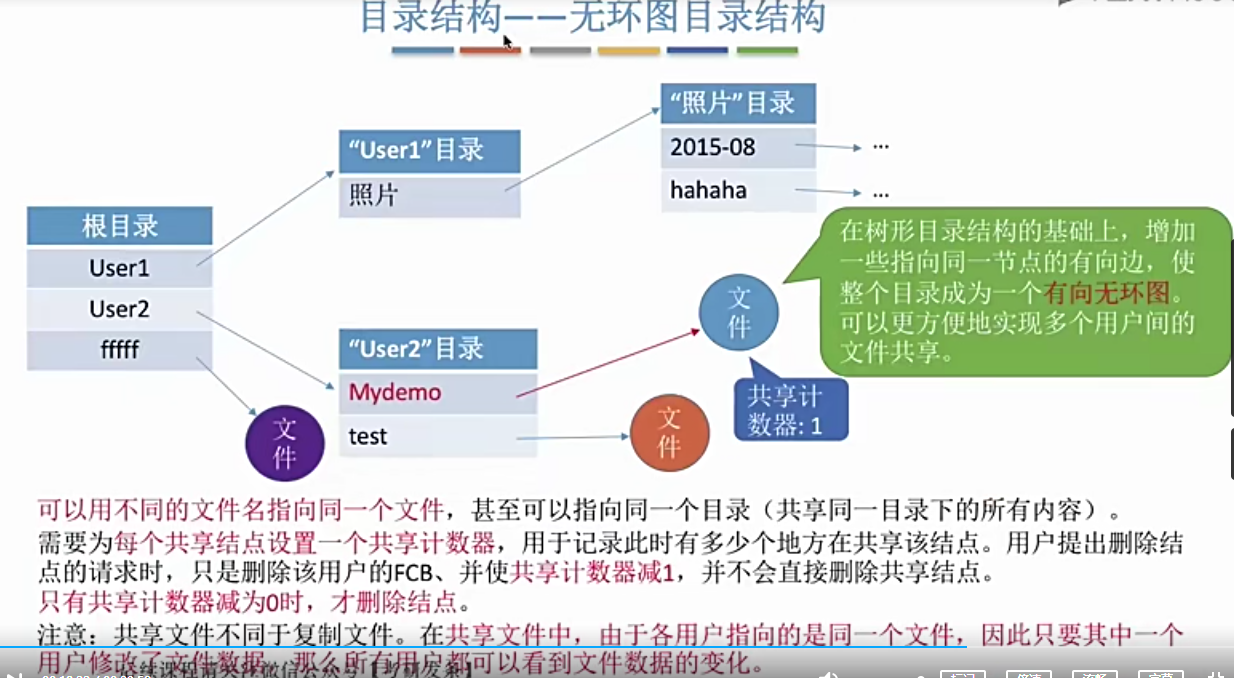 目录结构——无环图目录结构
“照片”目录
2015-08
...
hahaha
...
“User1”目录
照片
根目录
User1
User2
fffff
在树形目录结构的基础上，增加
一些指向同一节点的有向边，使
整个目录成为一个有向无环图。
可以更方便地实现多个用户间的
文件共享。
文
件
共享计
数器: 1
“User2”目录
Mydemo
test
文
件
文
件
可以用不同的文件名指向同一个文件，甚至可以指向同一个目录（共享同一目录下的所有内容）。
需要为每个共享结点设置一个共享计数器，用于记录此时有多少个地方在共享该结点。用户提出删除结
点的请求时，只是删除该用户的FCB、并使共享计数器减1，并不会直接删除共享结点。
只有共享计数器减为0时，才删除结点。
注意：共享文件不同于复制文件。在共享文件中，由于各用户指向的是同一个文件，因此只要其中一个
用户修改了文件数据，那么所有用户都可以看到文件数据的变化。